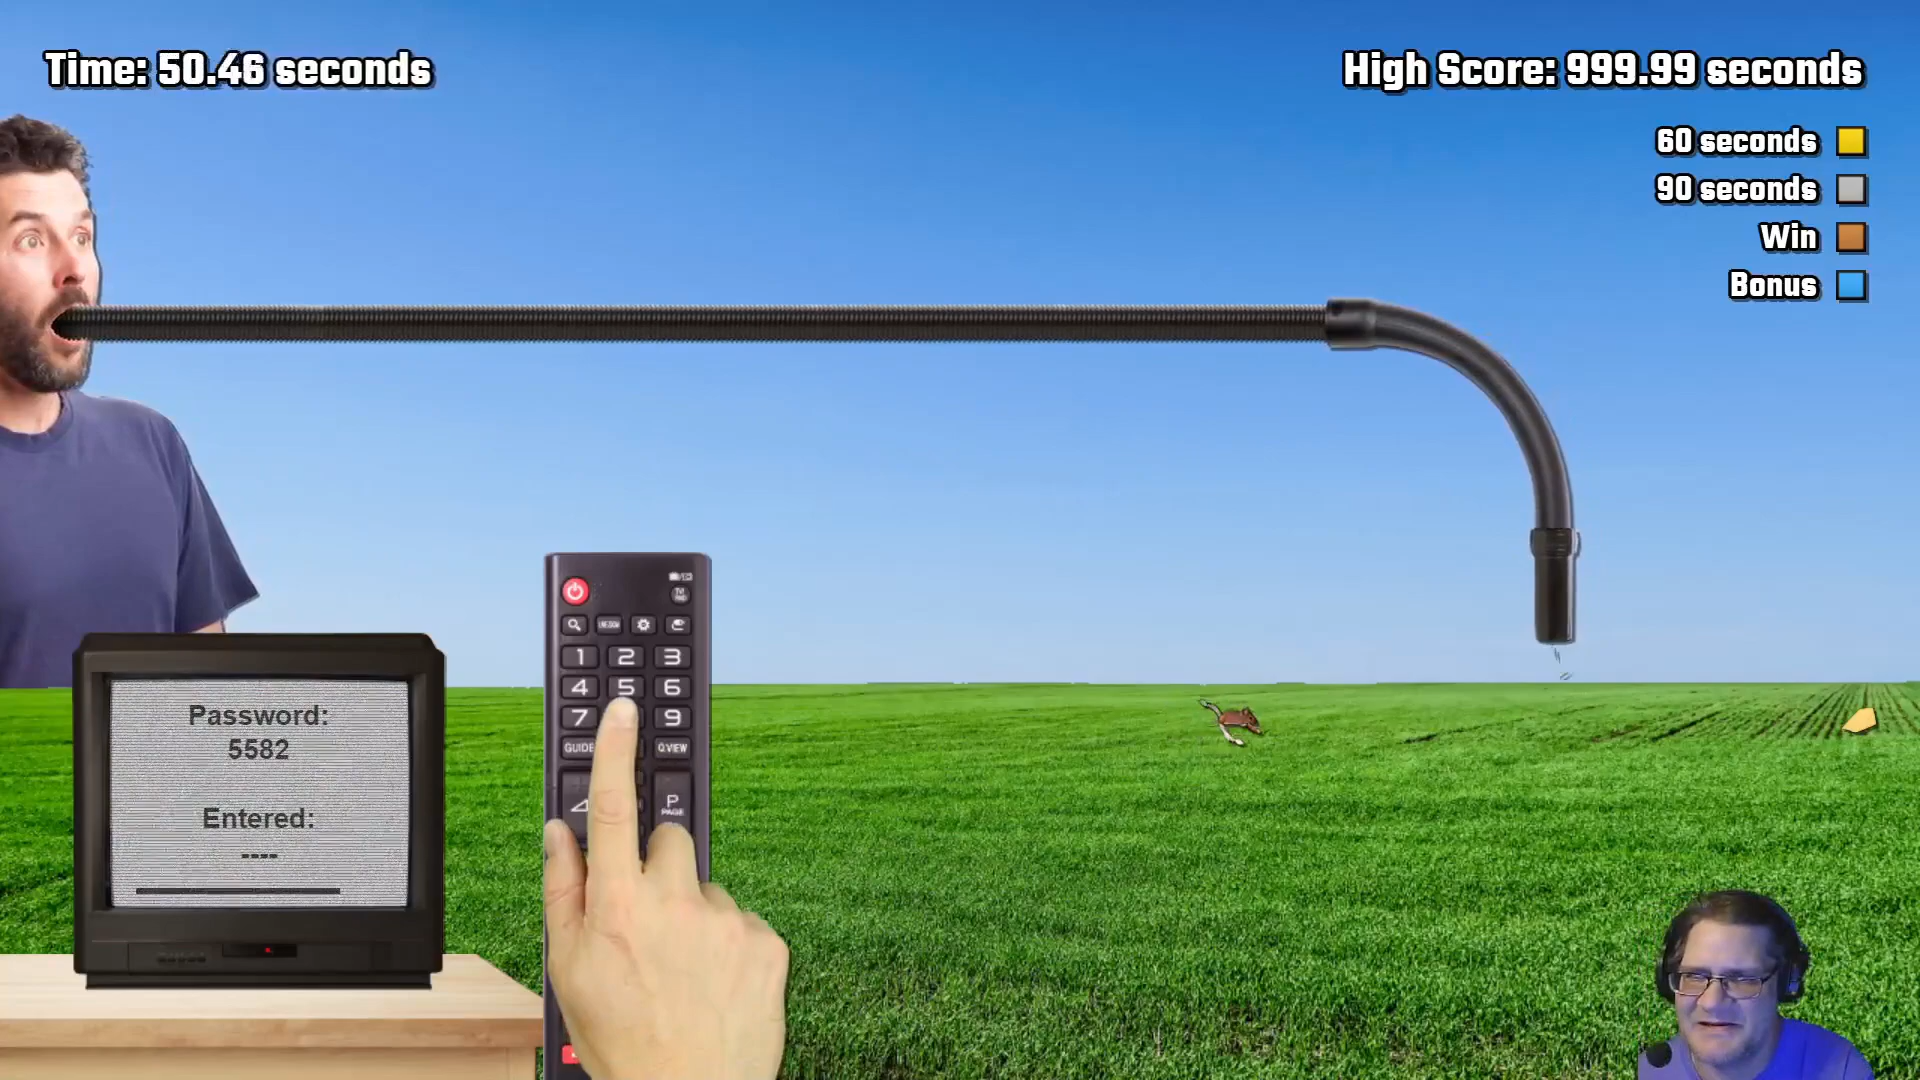 Time: 50.46 seconds
High Score: 999.99 seconds
60 seconds
90 seconds
Win
Bonus
Password:
5582
Entered:
----
1 2 3
4 5 6
7 9
GUIDE Q.VIEW
P
PAGE